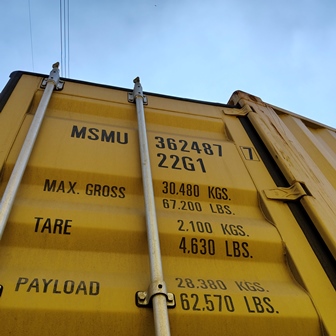 MSMU 362487 7
22G1
MAX. GROSS 30.480 KGS.
67.200 LBS.
TARE 2.100 KGS.
4.630 LBS.
PAYLOAD 28.380 KGS.
62.570 LBS.